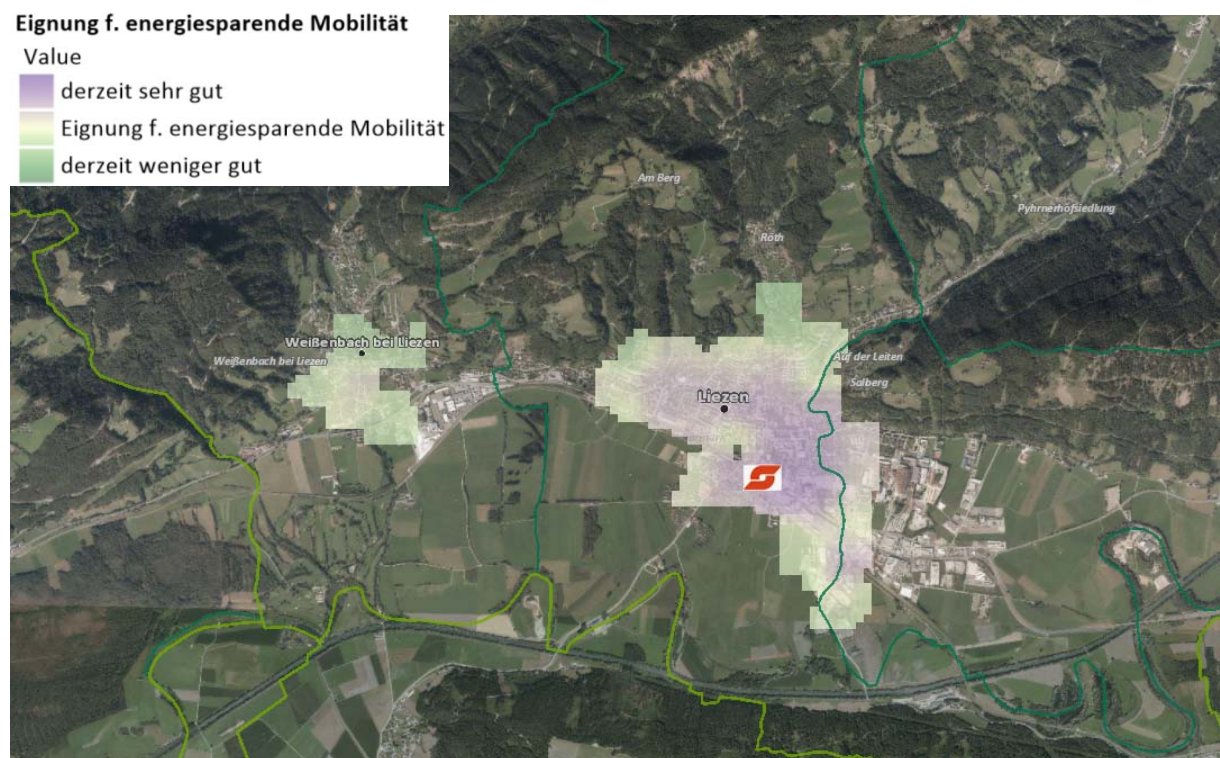 Eignung f. energiesparende Mobilität
Value
derzeit sehr gut
Eignung f. energiesparende Mobilität
derzeit weniger gut
Am Berg
Pyhrnerhofsiedlung
Röth
Weißenbach bei Liezen
Weißenbach bei Liezen
Auf der Leiten
Salberg
Liezen